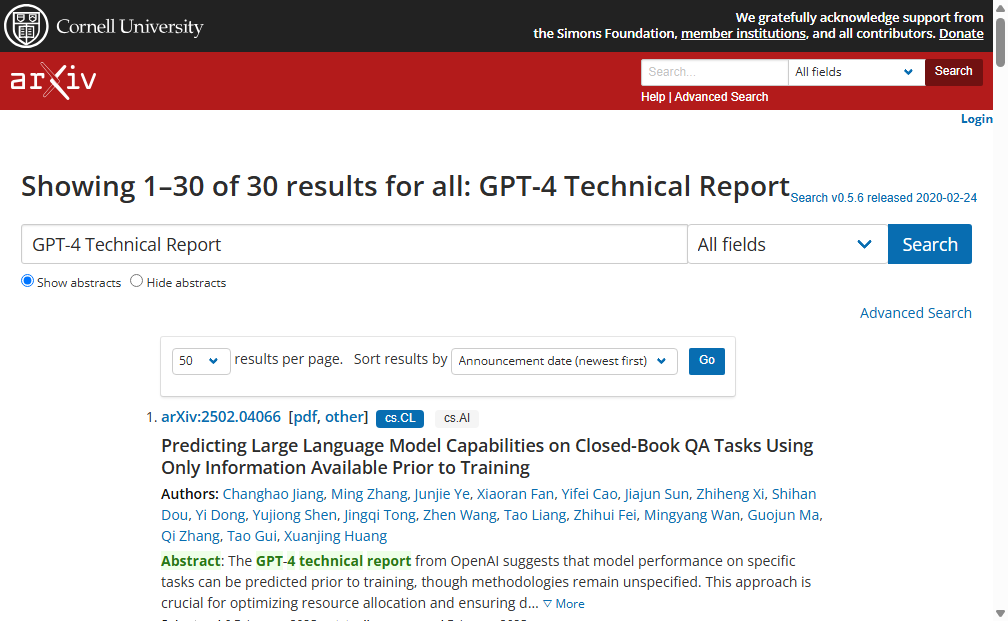 Cornell University
We gratefully acknowledge support from
the Simons Foundation, member institutions, and all contributors. Donate
arXiv
Search...
All fields
Search
Help | Advanced Search
Login
Showing 1–30 of 30 results for all: GPT-4 Technical Report
Search v0.5.6 released 2020-02-24
GPT-4 Technical Report
All fields
Search
Show abstracts
Hide abstracts
Advanced Search
50 results per page. Sort results by Announcement date (newest first) Go
1. arXiv:2502.04066 [pdf, other] cs.CL cs.AI
Predicting Large Language Model Capabilities on Closed-Book QA Tasks Using
Only Information Available Prior to Training
Authors: Changhao Jiang, Ming Zhang, Junjie Ye, Xiaoran Fan, Yifei Cao, Jiajun Sun, Zhiheng Xi, Shihan
Dou, Yi Dong, Yujiong Shen, Jingqi Tong, Zhen Wang, Tao Liang, Zhihui Fei, Mingyang Wan, Guojun Ma,
Qi Zhang, Tao Gui, Xuanjing Huang
Abstract: The GPT-4 technical report from OpenAI suggests that model performance on specific
tasks can be predicted prior to training, though methodologies remain unspecified. This approach is
crucial for optimizing resource allocation and ensuring d... ▽ More